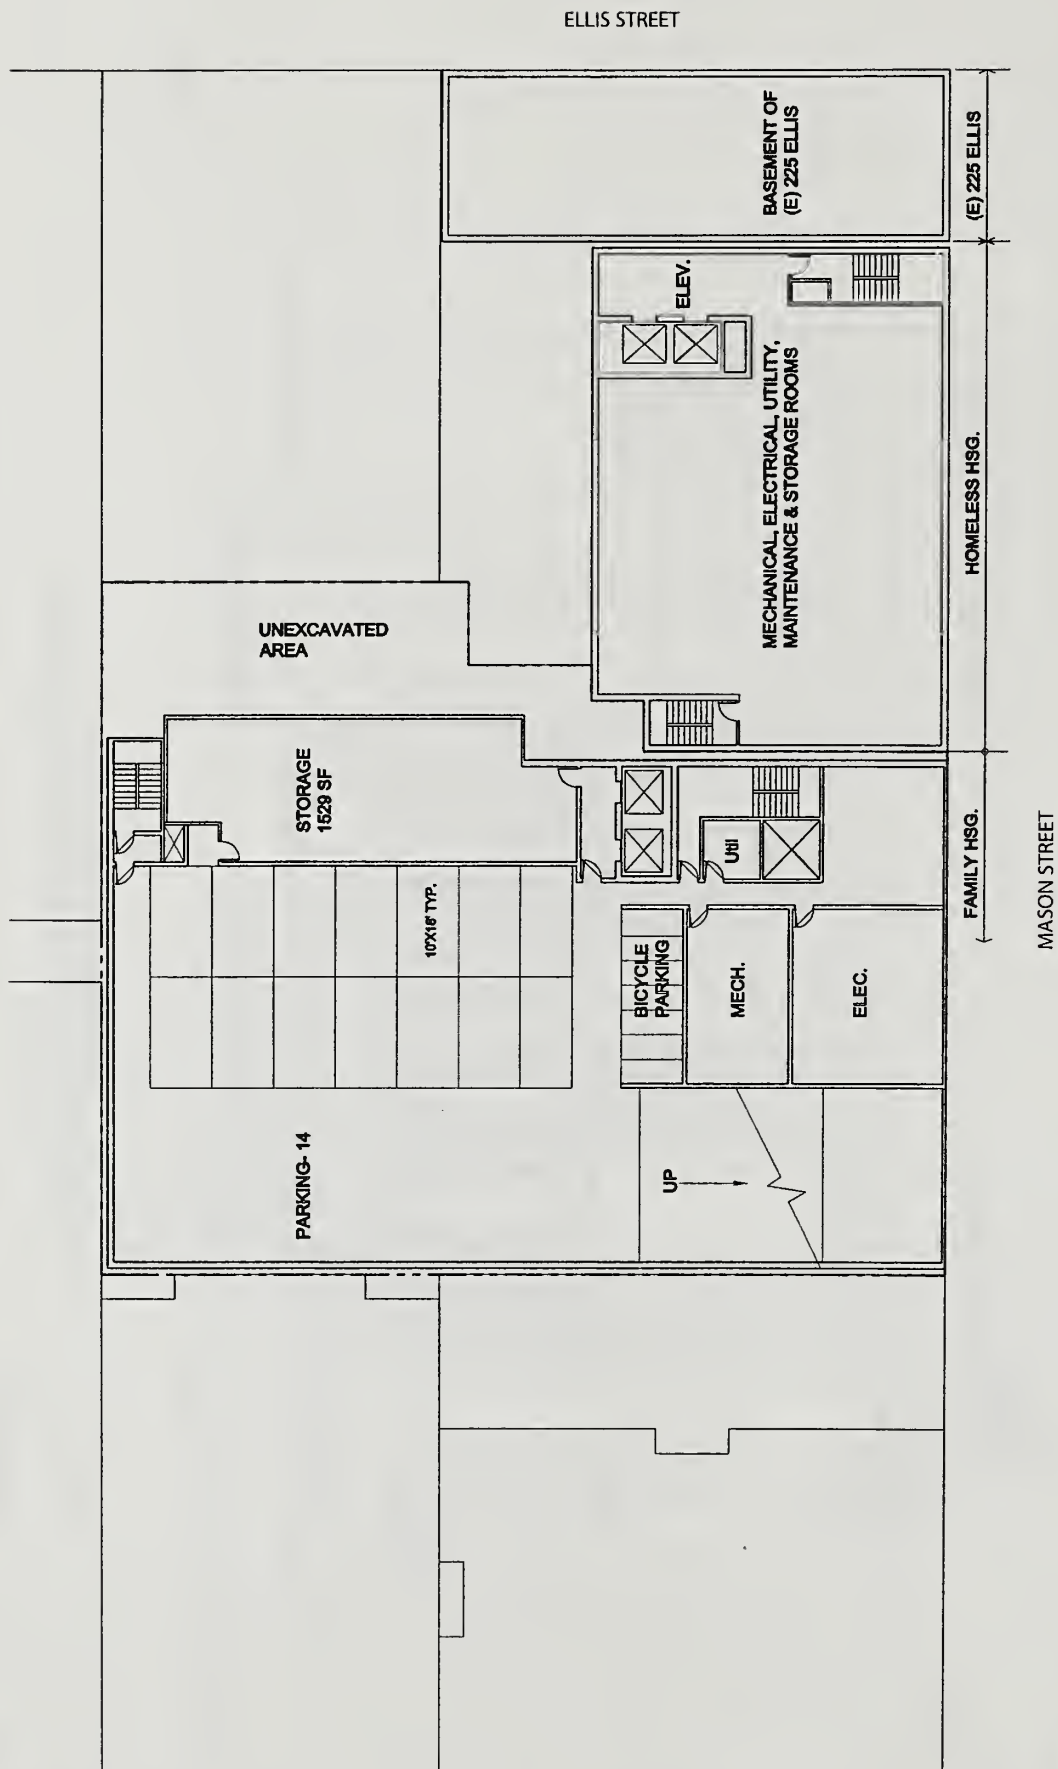 ELLIS STREET
BASEMENT OF
(E) 225 ELLIS
(E) 225 ELLIS
ELEV.
MECHANICAL, ELECTRICAL, UTILITY,
MAINTENANCE & STORAGE ROOMS
HOMELESS HSG.
UNEXCAVATED
AREA
STORAGE
1529 SF
Util
FAMILY HSG.
MASON STREET
10'X18' TYP.
BICYCLE
PARKING
MECH.
ELEC.
PARKING- 14
UP